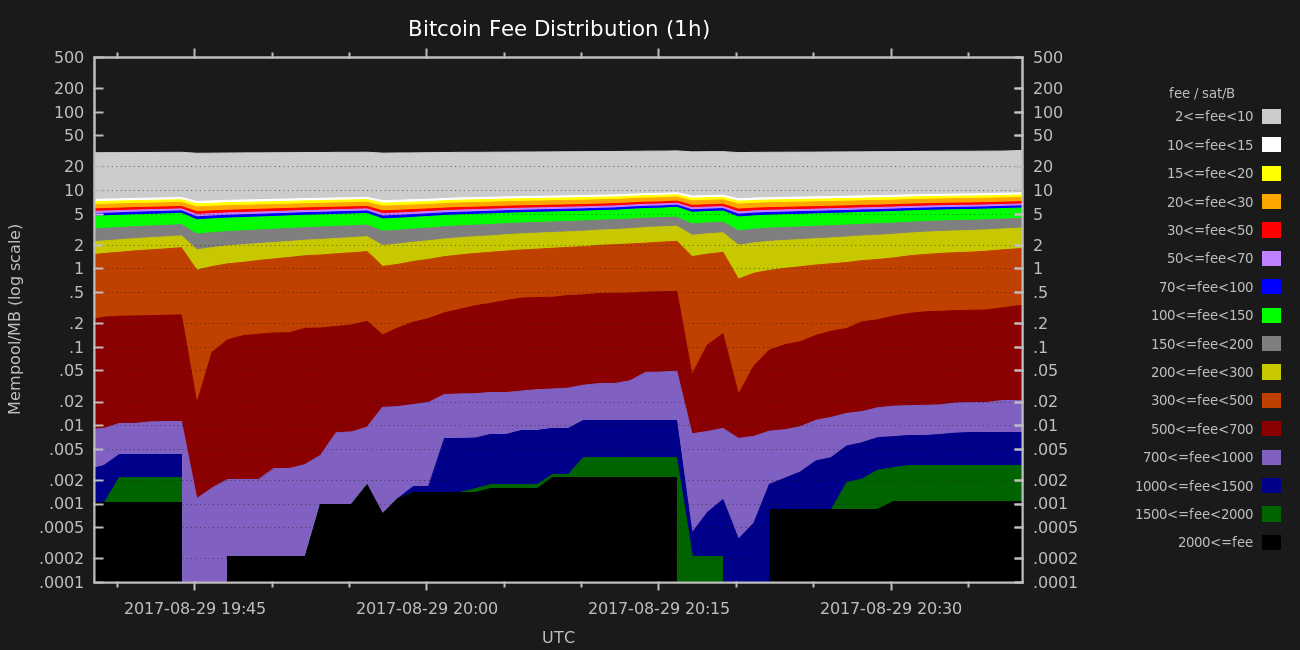 Bitcoin Fee Distribution (1h)
500
200
100
50
20
10
5
2
1
.5
.2
.1
.05
.02
.01
.005
.002
.001
.0005
.0002
.0001
Mempool/MB (log scale)
500
200
100
50
20
10
5
2
1
.5
.2
.1
.05
.02
.01
.005
.002
.001
.0005
.0002
.0001
2017-08-29 19:45
2017-08-29 20:00
2017-08-29 20:15
2017-08-29 20:30
UTC
fee / sat/B
2<=fee<10
10<=fee<15
15<=fee<20
20<=fee<30
30<=fee<50
50<=fee<70
70<=fee<100
100<=fee<150
150<=fee<200
200<=fee<300
300<=fee<500
500<=fee<700
700<=fee<1000
1000<=fee<1500
1500<=fee<2000
2000<=fee